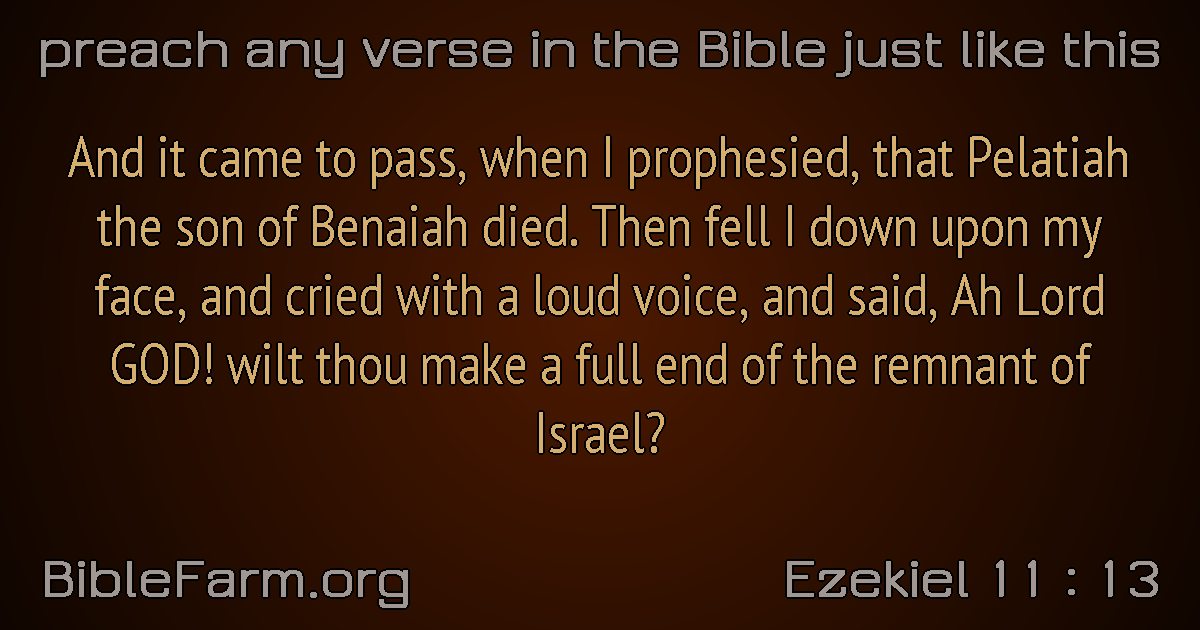 preach any verse in the Bible just like this
And it came to pass, when I prophesied, that Pelatiah
the son of Benaiah died. Then fell I down upon my
face, and cried with a loud voice, and said, Ah Lord
GOD! wilt thou make a full end of the remnant of
Israel?
BibleFarm.org
Ezekiel 11 : 13